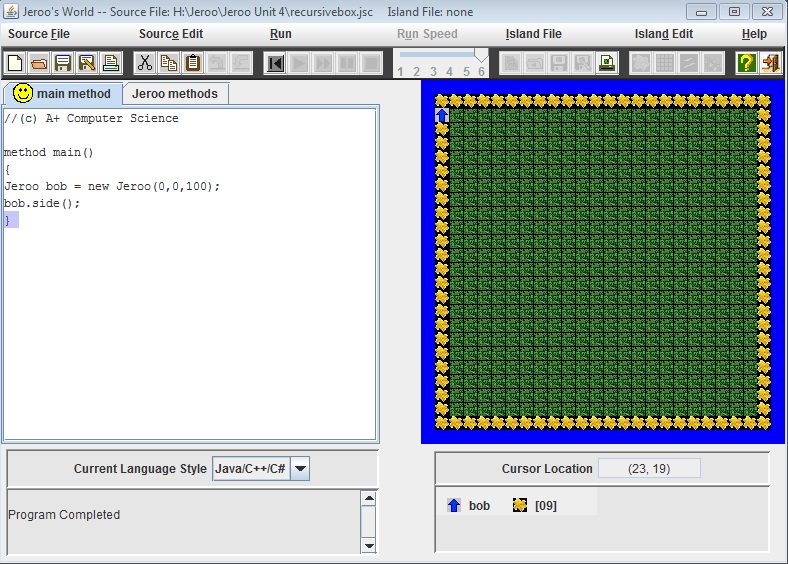 Jeroo's World -- Source File: H:\Jeroo\Jeroo Unit 4\recursivebox.jsc    Island File: none
Source File    Source Edit    Run    Run Speed    Island File    Island Edit    Help
1 2 3 4 5 6
main method    Jeroo methods
//(c) A+ Computer Science
method main()
{
Jeroo bob = new Jeroo(0,0,100);
bob.side();
}
Current Language Style    Java/C++/C#
Cursor Location    (23, 19)
Program Completed
bob    [09]